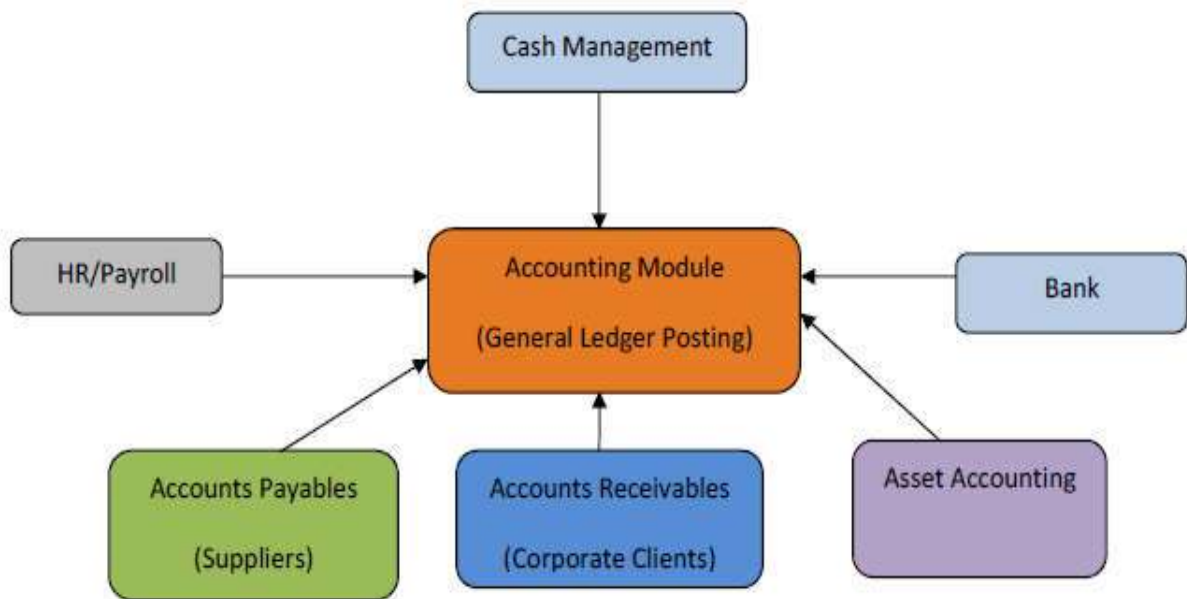 Cash Management
HR/Payroll
Accounting Module
(General Ledger Posting)
Bank
Accounts Payables
(Suppliers)
Accounts Receivables
(Corporate Clients)
Asset Accounting